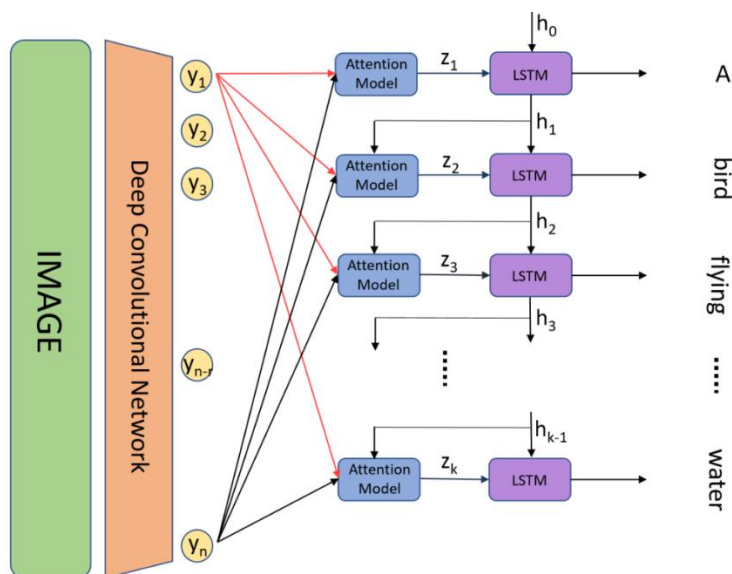 IMAGE
Deep Convolutional Network
y1
y2
y3
yn-r
yn
h0
Attention
Model
z1
LSTM
A
h1
Attention
Model
z2
LSTM
bird
h2
Attention
Model
z3
LSTM
flying
h3
.....
.....
hk-1
Attention
Model
zk
LSTM
water